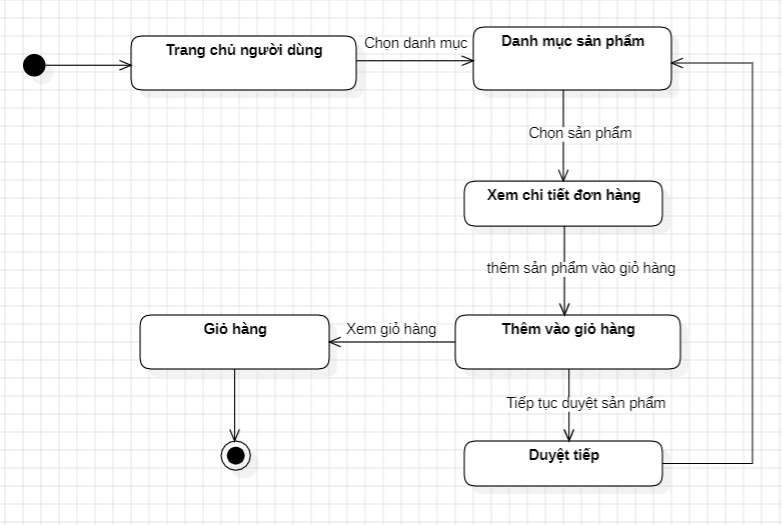 Trang chủ người dùng
Chọn danh mục
Danh mục sản phẩm
Chọn sản phẩm
Xem chi tiết đơn hàng
thêm sản phẩm vào giỏ hàng
Giỏ hàng
Xem giỏ hàng
Thêm vào giỏ hàng
Tiếp tục duyệt sản phẩm
Duyệt tiếp